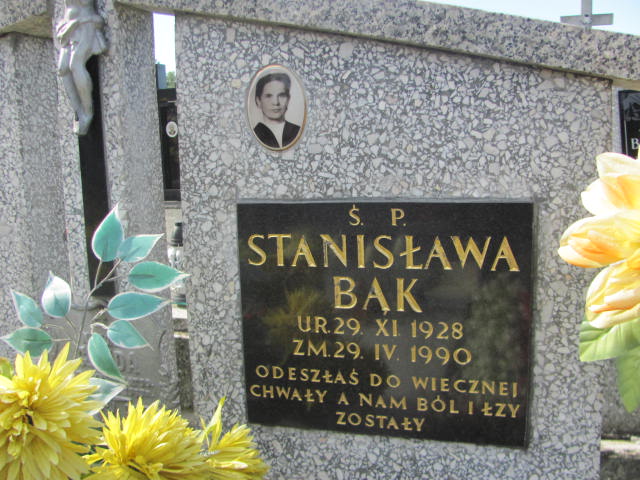 Ś. P.
STANISŁAWA
BĄK
UR. 29. XI 1928
ZM. 29. IV. 1990
ODESZŁAŚ DO WIECZNEJ
CHWAŁY A NAM BÓL I ŁZY
ZOSTAŁY